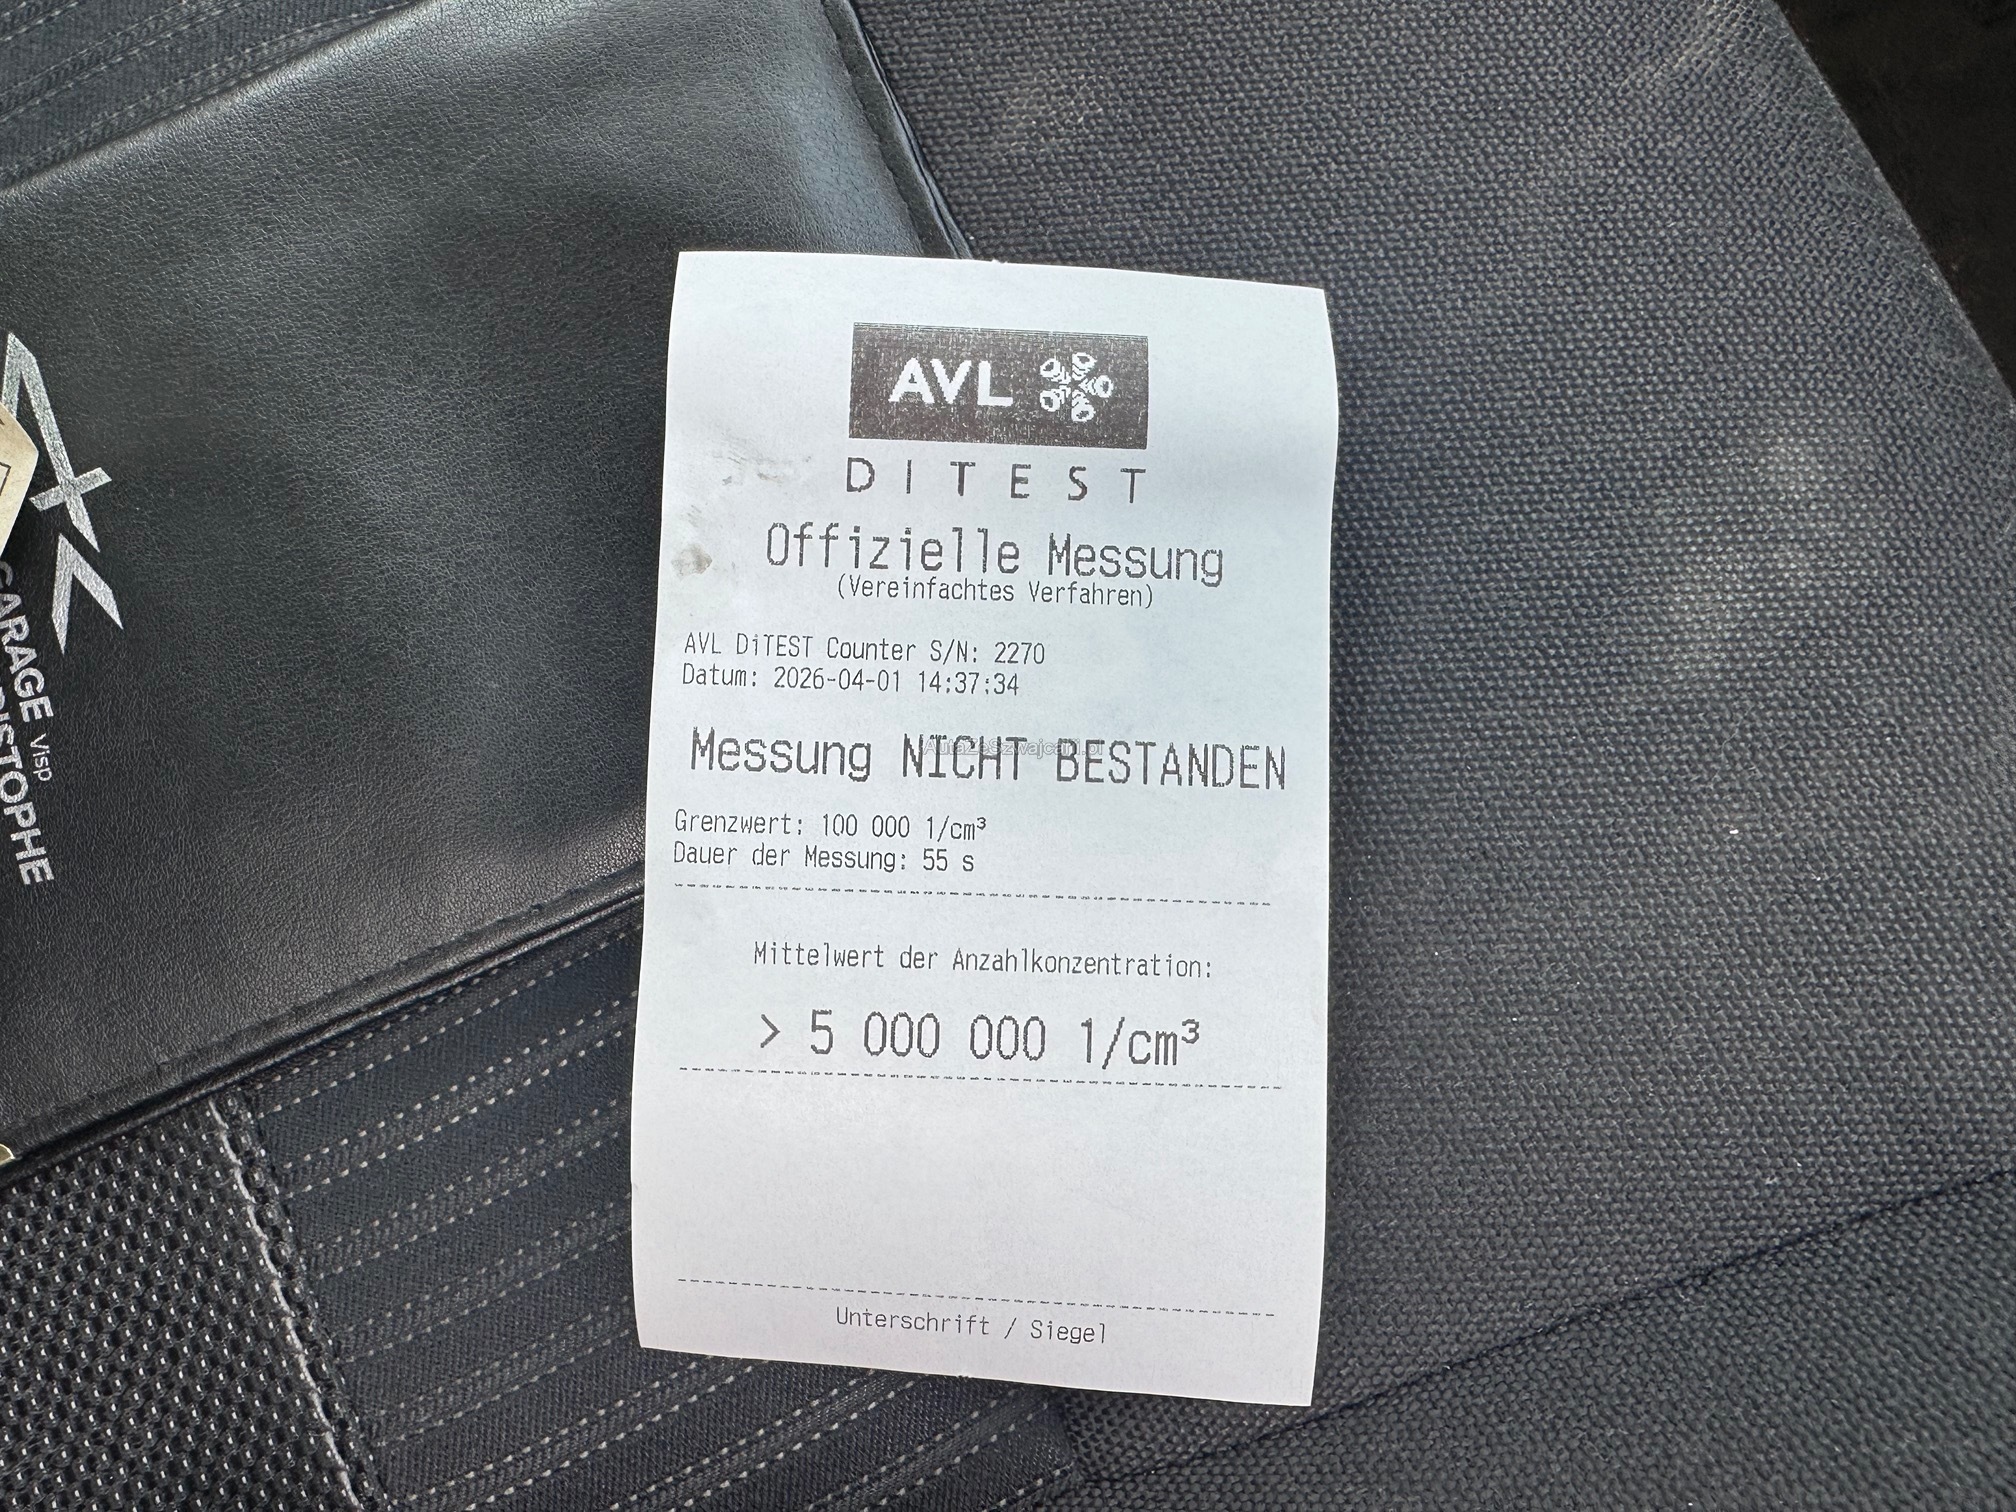 AVL
DITEST
Offizielle Messung
(Vereinfachtes Verfahren)
AVL DiTEST Counter S/N: 2270
Datum: 2026-04-01 14:37:34
Messung NICHT BESTANDEN
AutaZeSzwajcarii.pl
Grenzwert: 100 000 1/cm³
Dauer der Messung: 55 s
Mittelwert der Anzahlkonzentration:
> 5 000 000 1/cm³
Unterschrift / Siegel
GARAGE Visp